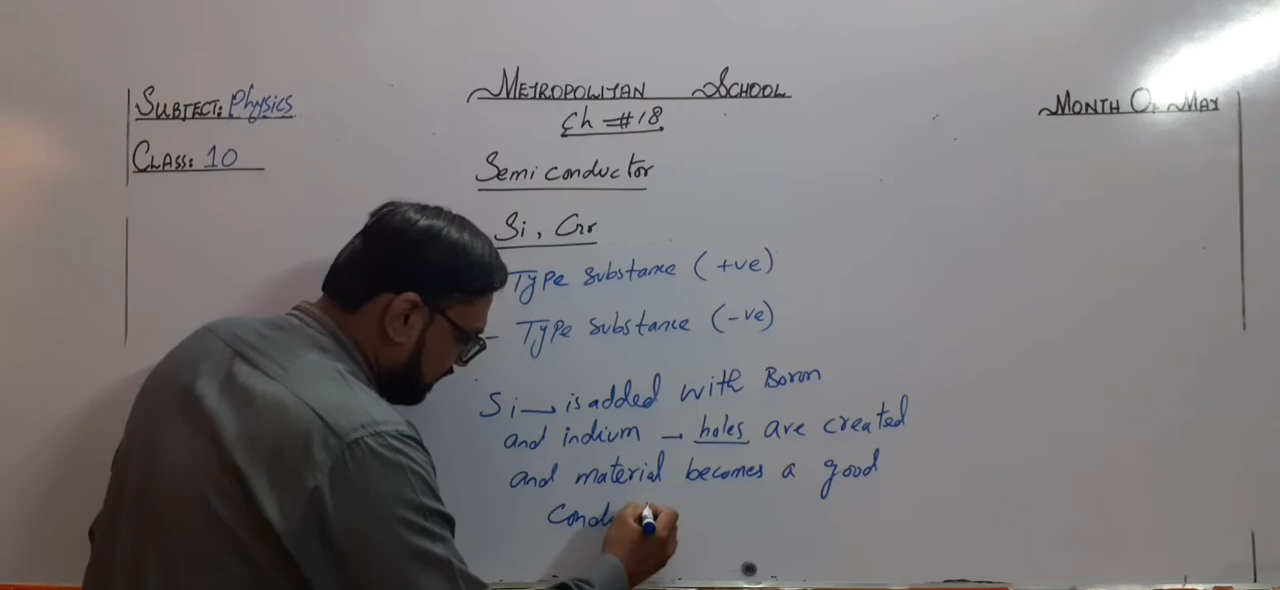 SUBJECT: Physics
CLASS: 10
METROPOLITAN SCHOOL
Ch # 18
MONTH OF MAY
Semi conductor
Si, Ger
Type substance (+ve)
- Type substance (-ve)
Si → is added with Boron
and indium → holes are created
and material becomes a good
Cond